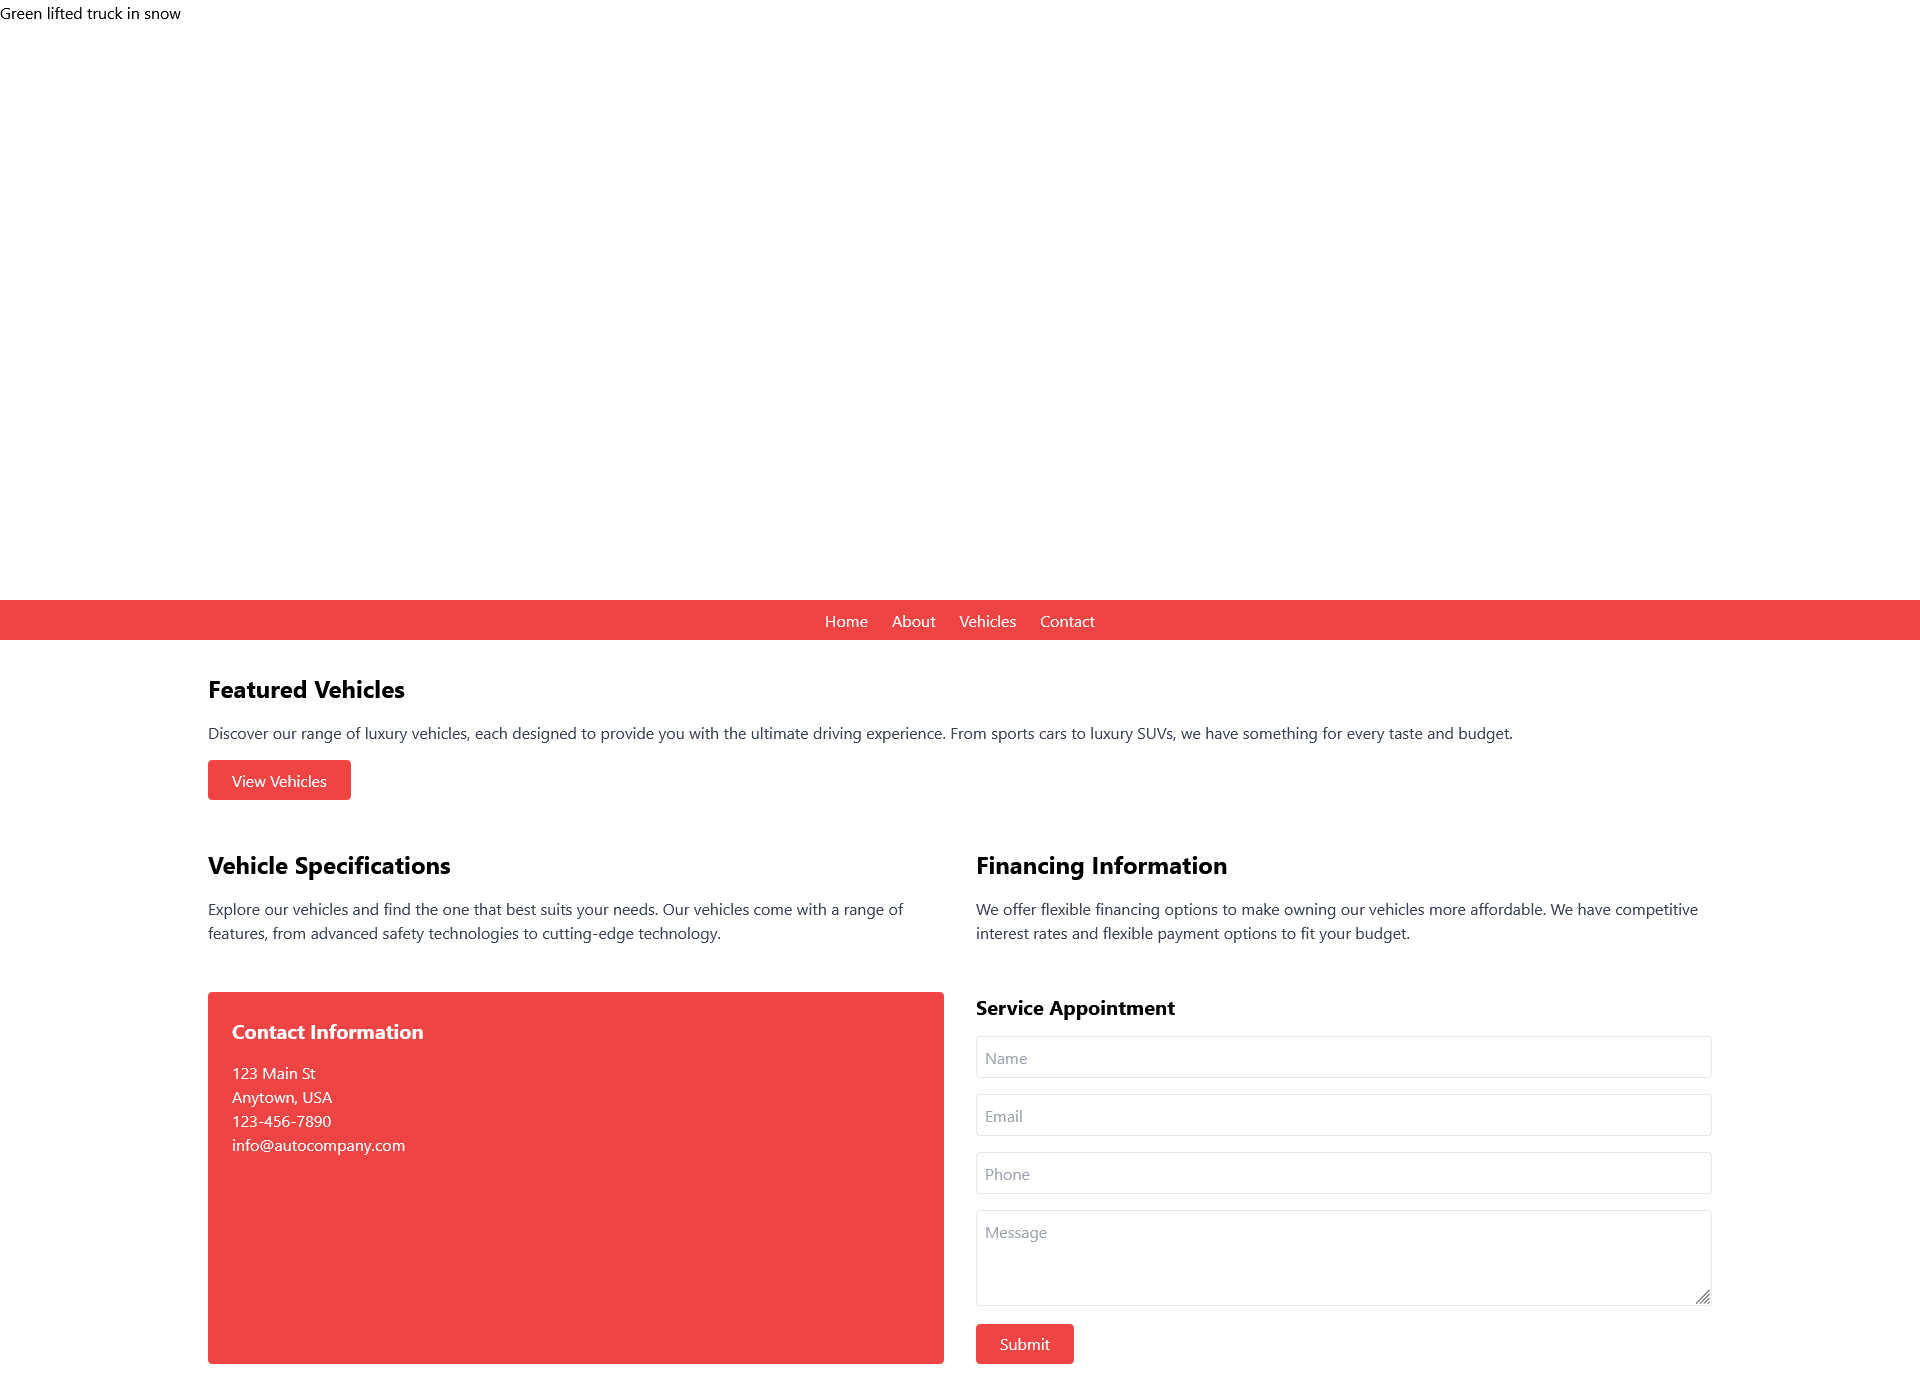 Green lifted truck in snow
Home About Vehicles Contact
Featured Vehicles
Discover our range of luxury vehicles, each designed to provide you with the ultimate driving experience. From sports cars to luxury SUVs, we have something for every taste and budget.
View Vehicles
Vehicle Specifications
Explore our vehicles and find the one that best suits your needs. Our vehicles come with a range of
features, from advanced safety technologies to cutting-edge technology.
Financing Information
We offer flexible financing options to make owning our vehicles more affordable. We have competitive
interest rates and flexible payment options to fit your budget.
Contact Information
123 Main St
Anytown, USA
123-456-7890
info@autocompany.com
Service Appointment
Name
Email
Phone
Message
Submit